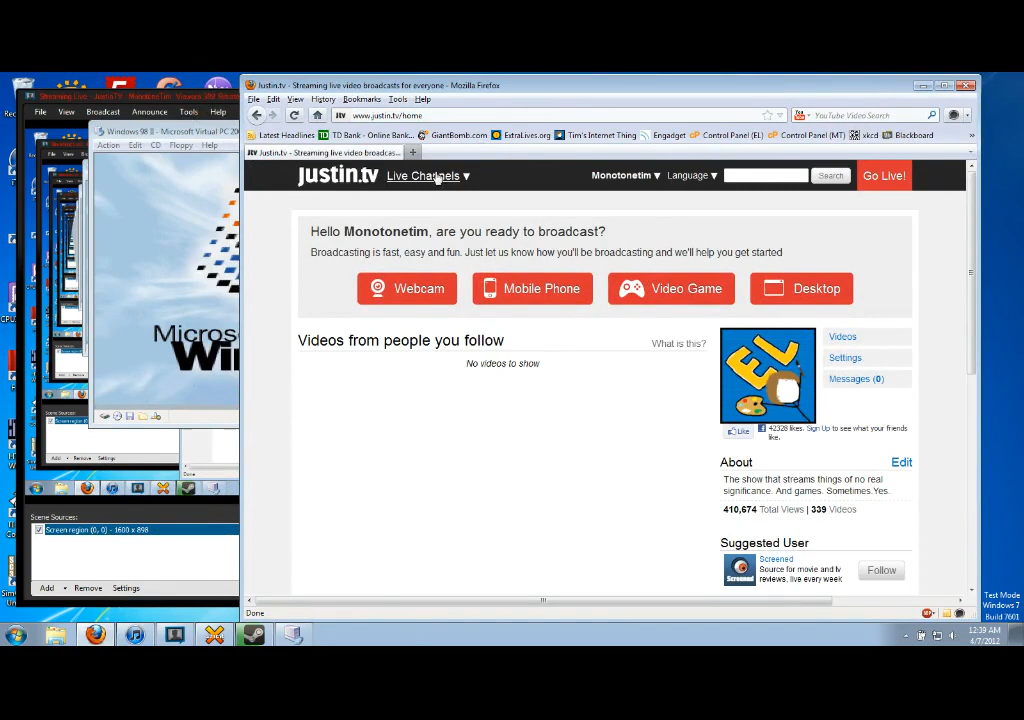 Justin.tv - Streaming live video broadcasts for everyone - Mozilla Firefox
File Edit View History Bookmarks Tools Help
www.justin.tv/home
YouTube Video Search
Latest Headlines TD Bank - Online Bank... GiantBomb.com ExtraLives.org Tim's Internet Thing Engadget Control Panel (EL) Control Panel (MT) xkcd Blackboard »
Justin.tv - Streaming live video broadcas... +
File View Broadcast Announce Tools Help
Windows 98 II - Microsoft Virtual PC 200
Action Edit CD Floppy Help
Justin.tv Live Channels ▼ Monotonetim ▼ Language ▼ Search Go Live!
Hello Monotonetim, are you ready to broadcast?
Broadcasting is fast, easy and fun. Just let us know how you'll be broadcasting and we'll help you get started
Webcam Mobile Phone Video Game Desktop
Videos from people you follow What is this?
No videos to show
EL
Videos
Settings
Messages (0)
Like 42328 likes. Sign Up to see what your friends
like.
About Edit
The show that streams things of no real
significance. And games. Sometimes. Yes.
410,674 Total Views | 339 Videos
Suggested User
Screened
Source for movie and tv
reviews, live every week
Follow
Microso
Wi
Scene Sources:
Screen region (0, 0) - 1600 x 898
Add Remove Settings
Done
Test Mode
Windows 7
Build 7601
12:39 AM
4/7/2012